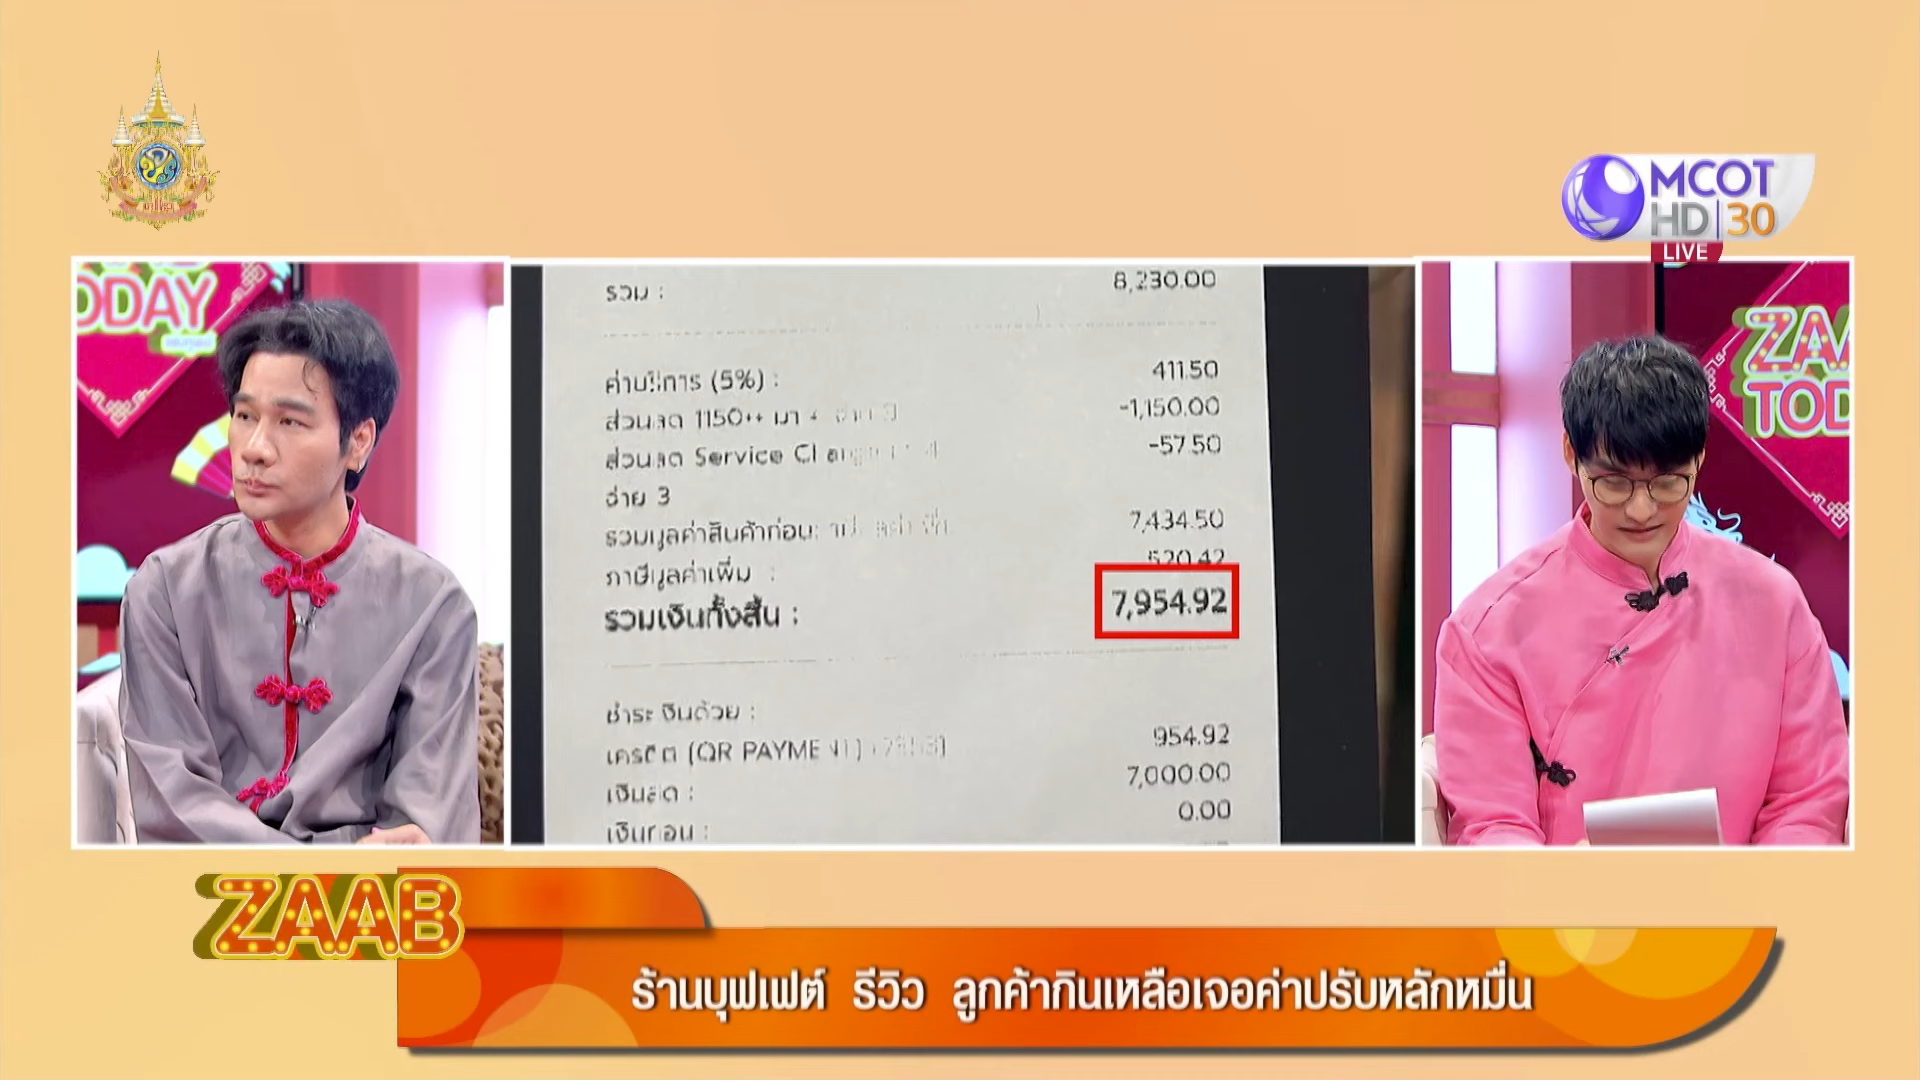 MCOT
HD 30
LIVE
ODAY
ZAA
TOD
รวม : 8,230.00
ค่าบริการ (5%) : 411.50
ส่วนลด 1150++ มา 4 -1,150.00
ส่วนลด Service -57.50
จ่าย 3
รวมมูลค่าสินค้าก่อน 7,434.50
ภาษีมูลค่าเพิ่ม : 520.42
รวมเงินทั้งสิ้น : 7,954.92
ชำระเงินด้วย :
เครดิต (QR PAYMENT) 954.92
เงินสด : 7,000.00
เงินทอน : 0.00
ZAAB
ร้านบุฟเฟต์ รีวิว ลูกค้ากินเหลือเจอค่าปรับหลักหมื่น